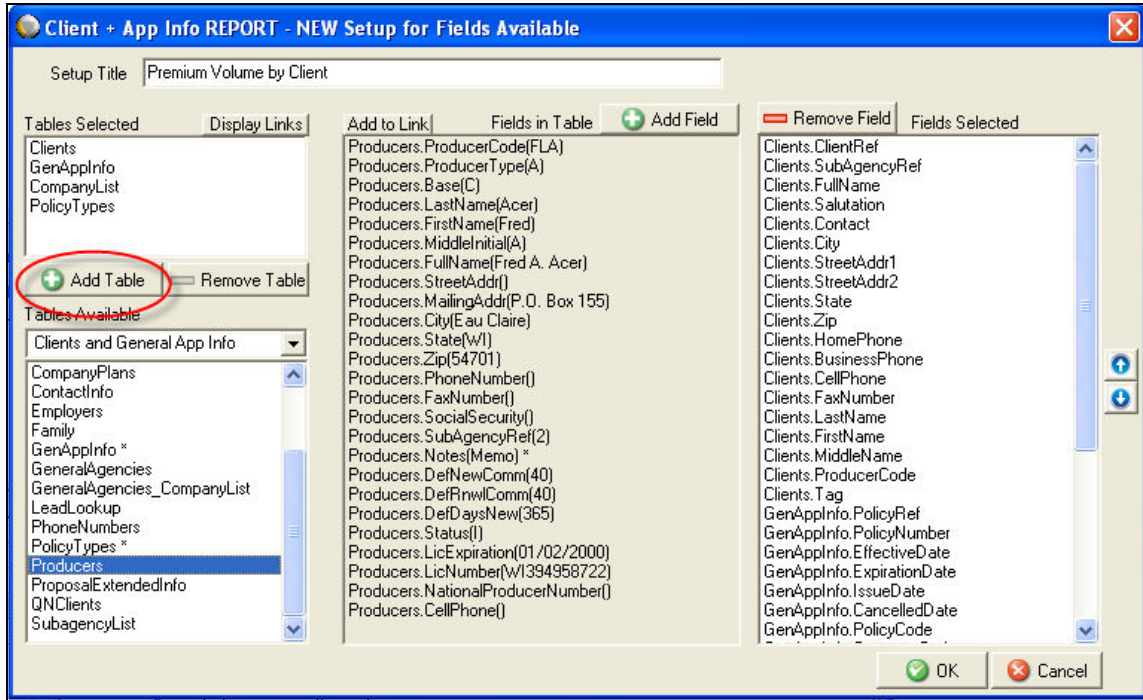 Client + App Info REPORT - NEW Setup for Fields Available
Setup Title Premium Volume by Client
Tables Selected Display Links
Clients
GenAppInfo
CompanyList
PolicyTypes
Add Table Remove Table
Tables Available
Clients and General App Info
CompanyPlans
ContactInfo
Employers
Family
GenAppInfo *
GeneralAgencies
GeneralAgencies_CompanyList
LeadLookup
PhoneNumbers
PolicyTypes *
Producers
ProposalExtendedInfo
QNClients
SubagencyList
Add to Link Fields in Table Add Field
Producers.ProducerCode(FLA)
Producers.ProducerType(A)
Producers.Base(C)
Producers.LastName(Acer)
Producers.FirstName(Fred)
Producers.MiddleInitial(A)
Producers.FullName(Fred A. Acer)
Producers.StreetAddr()
Producers.MailingAddr(P.O. Box 155)
Producers.City(Eau Claire)
Producers.State(WI)
Producers.Zip(54701)
Producers.PhoneNumber()
Producers.FaxNumber()
Producers.SocialSecurity()
Producers.SubAgencyRef(2)
Producers.Notes(Memo) *
Producers.DefNewComm(40)
Producers.DefRnwlComm(40)
Producers.DefDaysNew(365)
Producers.Status(I)
Producers.LicExpiration(01/02/2000)
Producers.LicNumber(WI394958722)
Producers.NationalProducerNumber()
Producers.CellPhone()
Remove Field Fields Selected
Clients.ClientRef
Clients.SubAgencyRef
Clients.FullName
Clients.Salutation
Clients.Contact
Clients.City
Clients.StreetAddr1
Clients.StreetAddr2
Clients.State
Clients.Zip
Clients.HomePhone
Clients.BusinessPhone
Clients.CellPhone
Clients.FaxNumber
Clients.LastName
Clients.FirstName
Clients.MiddleName
Clients.ProducerCode
Clients.Tag
GenAppInfo.PolicyRef
GenAppInfo.PolicyNumber
GenAppInfo.EffectiveDate
GenAppInfo.ExpirationDate
GenAppInfo.IssueDate
GenAppInfo.CancelledDate
GenAppInfo.PolicyCode
OK Cancel